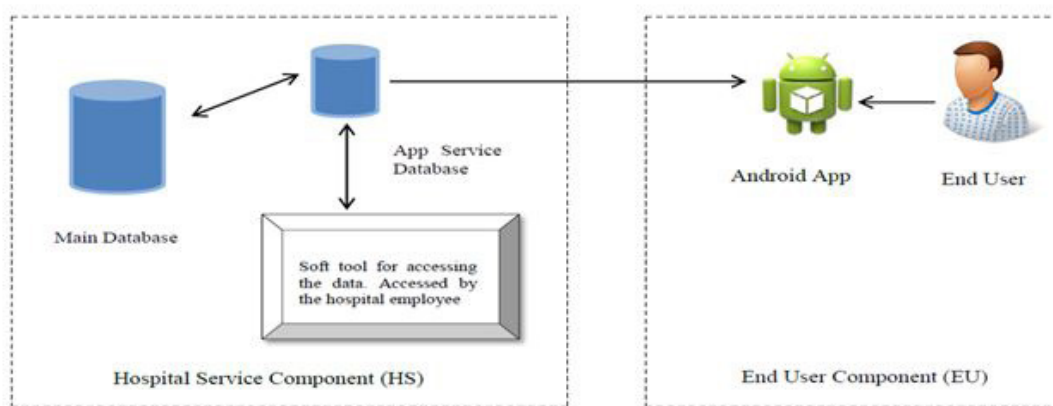 App Service
Database
Main Database
Soft tool for accessing
the data. Accessed by
the hospital employee
Hospital Service Component (HS)
Android App
End User
End User Component (EU)